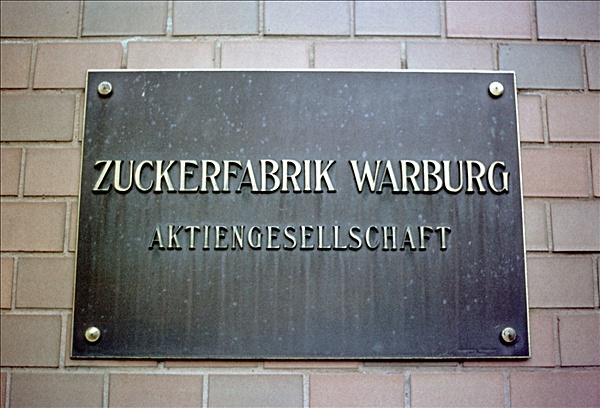 ZUCKERFABRIK WARBURG
AKTIENGESELLSCHAFT